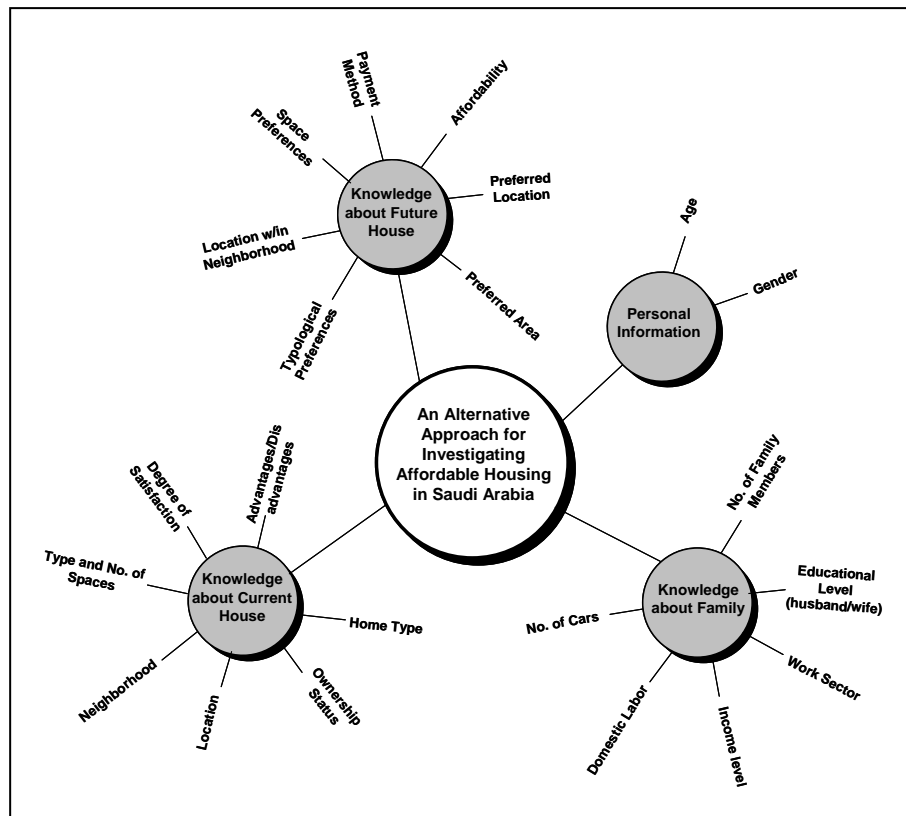 Payment
Method
Affordability
Space
Preferences
Knowledge
about Future
House
Preferred
Location
Location w/in
Neighborhood
Typological
Preferences
Preferred Area
Age
Gender
Personal
Information
An Alternative
Approach for
Investigating
Affordable Housing
in Saudi Arabia
Degree of
Satisfaction
Advantages/Dis
advantages
Type and No. of
Spaces
Knowledge
about Current
House
Home Type
Neighborhood
Location
Ownership
Status
No. of Family
Members
Knowledge
about Family
Educational
Level
(husband/wife)
No. of Cars
Work Sector
Domestic Labor
Income level